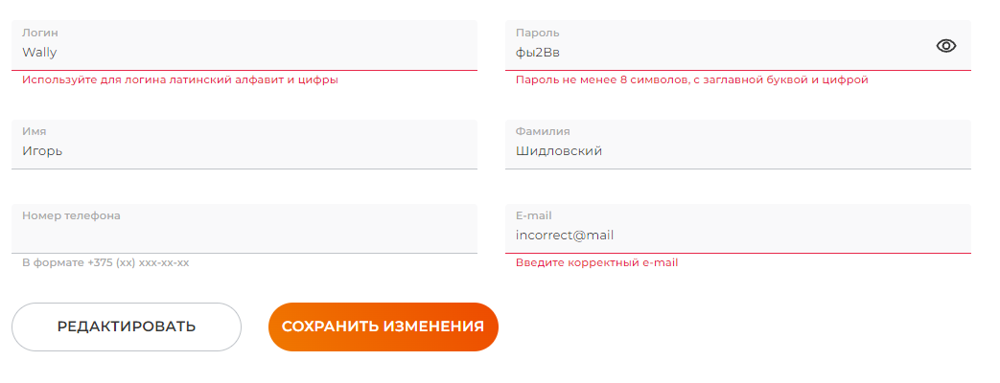 Логин
Wally
Используйте для логина латинский алфавит и цифры
Пароль
фы2Вв
Пароль не менее 8 символов, с заглавной буквой и цифрой
Имя
Игорь
Фамилия
Шидловский
Номер телефона
В формате +375 (xx) xxx-xx-xx
E-mail
incorrect@mail
Введите корректный e-mail
РЕДАКТИРОВАТЬ
СОХРАНИТЬ ИЗМЕНЕНИЯ